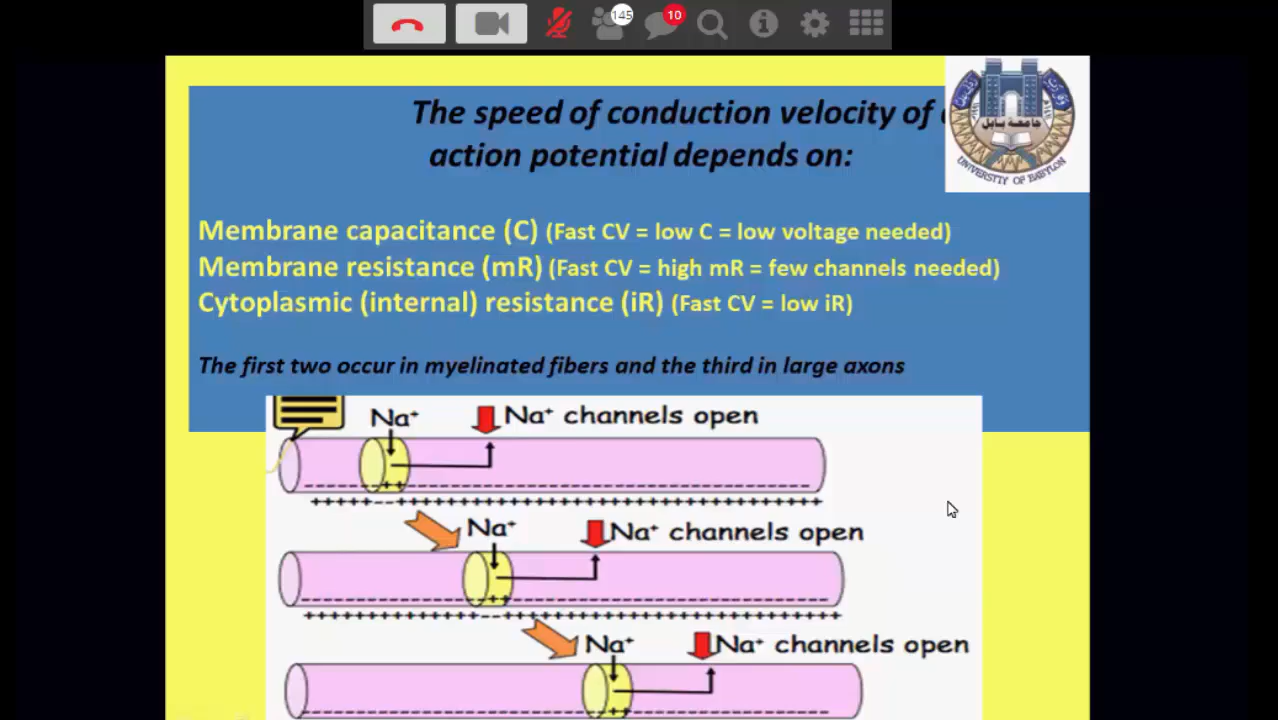 145
10
The speed of conduction velocity of
action potential depends on:
جامعة بابل
UNIVERSITY OF BABYLON
Membrane capacitance (C) (Fast CV = low C = low voltage needed)
Membrane resistance (mR) (Fast CV = high mR = few channels needed)
Cytoplasmic (internal) resistance (iR) (Fast CV = low iR)
The first two occur in myelinated fibers and the third in large axons
Na⁺ Na⁺ channels open
Na⁺ Na⁺ channels open
Na⁺ Na⁺ channels open